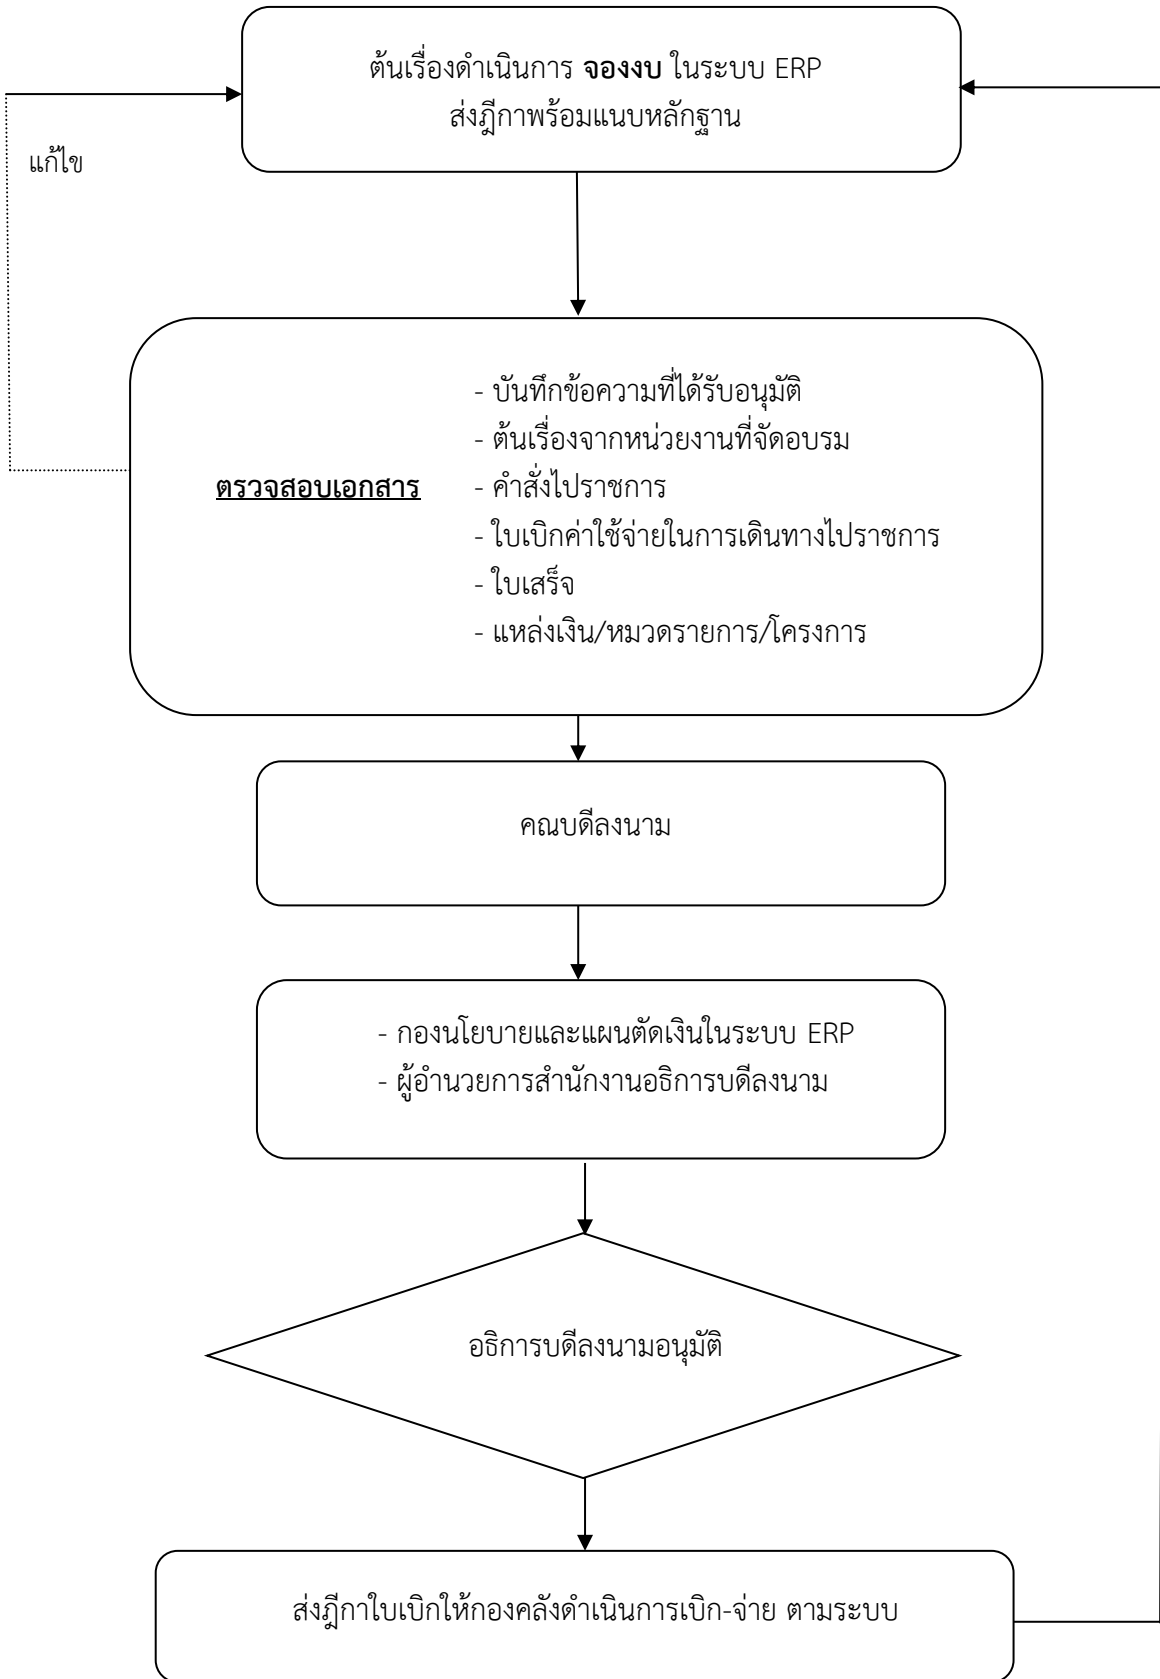 ต้นเรื่องดำเนินการ จองงบ ในระบบ ERP
ส่งฎีกาพร้อมแนบหลักฐาน
แก้ไข
ตรวจสอบเอกสาร
- บันทึกข้อความที่ได้รับอนุมัติ
- ต้นเรื่องจากหน่วยงานที่จัดอบรม
- คำสั่งไปราชการ
- ใบเบิกค่าใช้จ่ายในการเดินทางไปราชการ
- ใบเสร็จ
- แหล่งเงิน/หมวดรายการ/โครงการ
คณบดีลงนาม
- กองนโยบายและแผนตัดเงินในระบบ ERP
- ผู้อำนวยการสำนักงานอธิการบดีลงนาม
อธิการบดีลงนามอนุมัติ
ส่งฎีกาใบเบิกให้กองคลังดำเนินการเบิก-จ่าย ตามระบบ